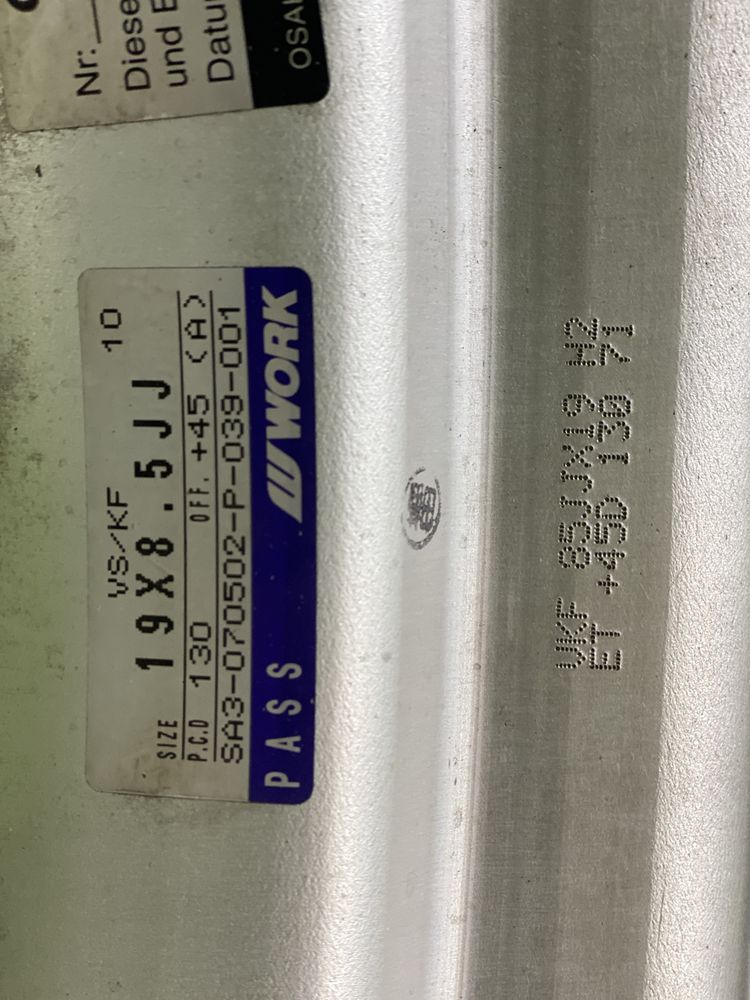 Nr:
Diese
und E
Datu
OSA
VS/KF 10
SIZE 19X8.5JJ
P.C.D 130 OFF. +45 (A)
SA3-070502-P-039-001
PASS WORK
VKF 85JJX19 H2
ET +45D 130 71